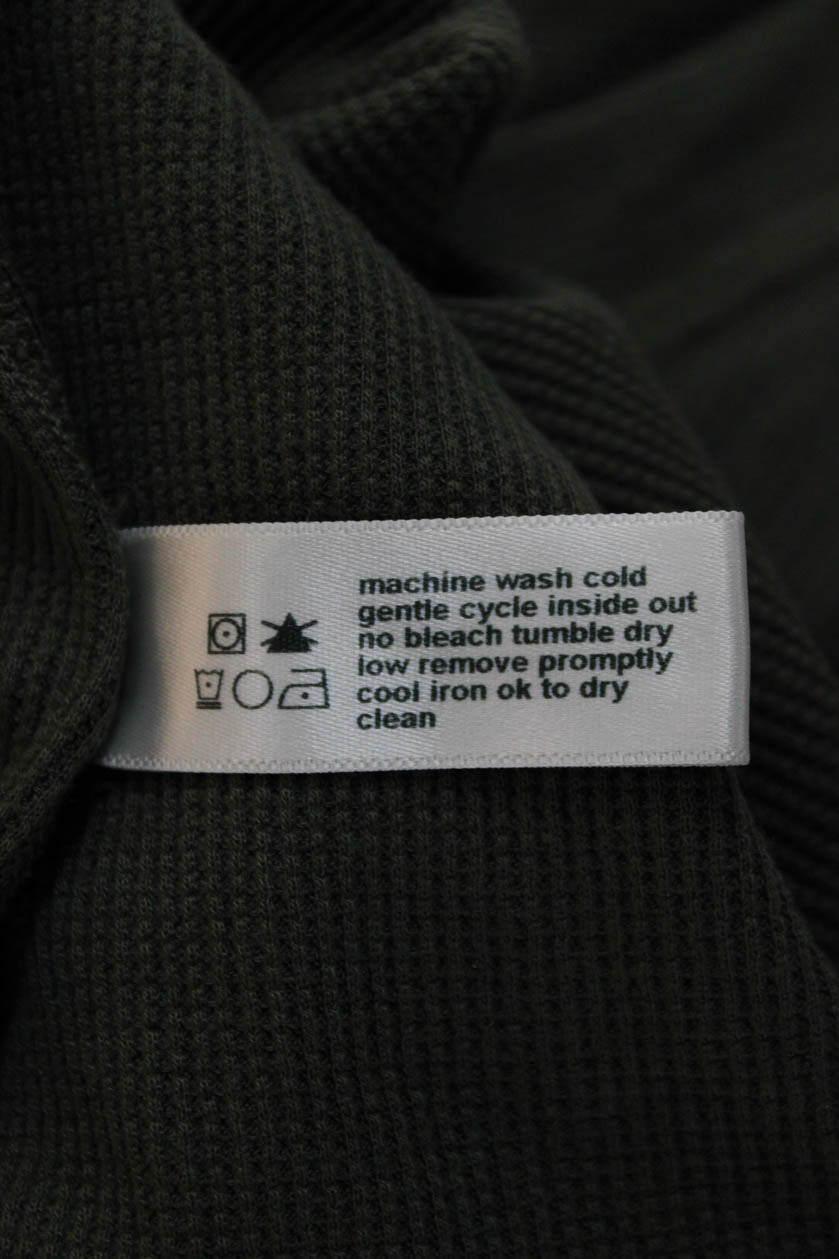 machine wash cold
gentle cycle inside out
no bleach tumble dry
low remove promptly
cool iron ok to dry
clean